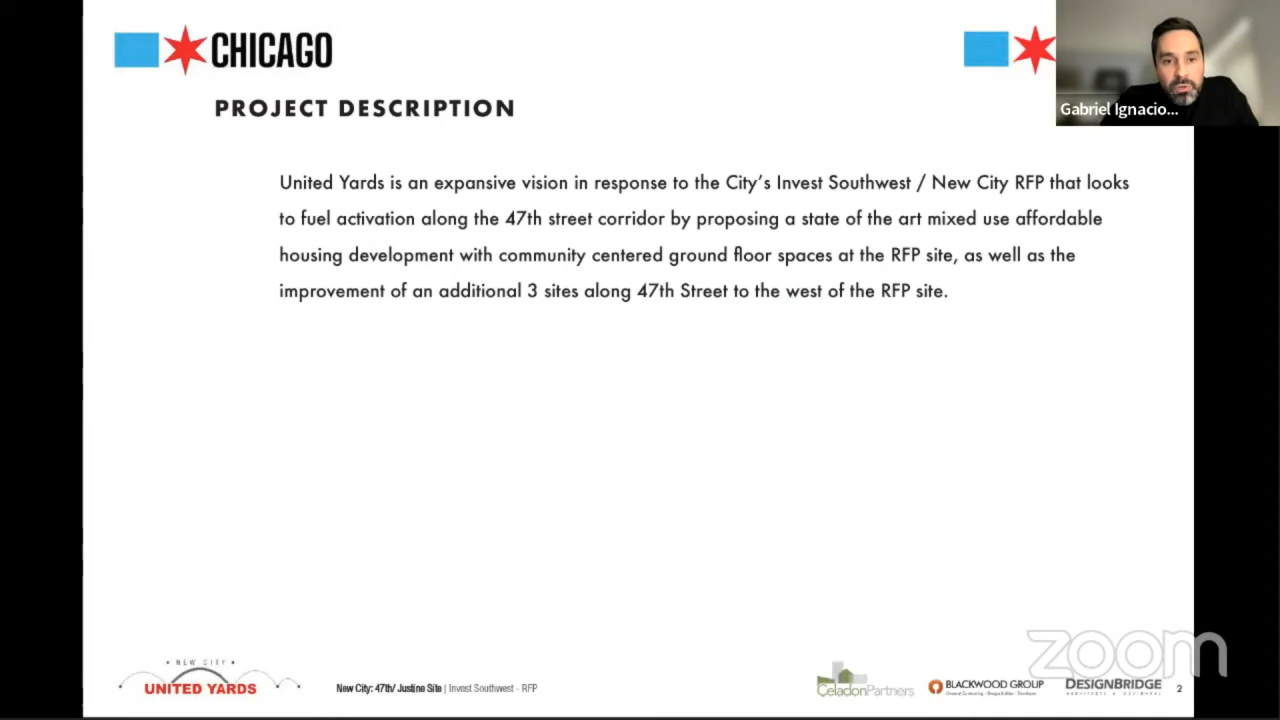 CHICAGO
Gabriel Ignacio...
PROJECT DESCRIPTION
United Yards is an expansive vision in response to the City's Invest Southwest / New City RFP that looks
to fuel activation along the 47th street corridor by proposing a state of the art mixed use affordable
housing development with community centered ground floor spaces at the RFP site, as well as the
improvement of an additional 3 sites along 47th Street to the west of the RFP site.
zoom
• NEW CITY •
UNITED YARDS
New City: 47th/ Justine Site | Invest Southwest - RFP
CeladonPartners
BLACKWOOD GROUP
DESIGNBRIDGE
2